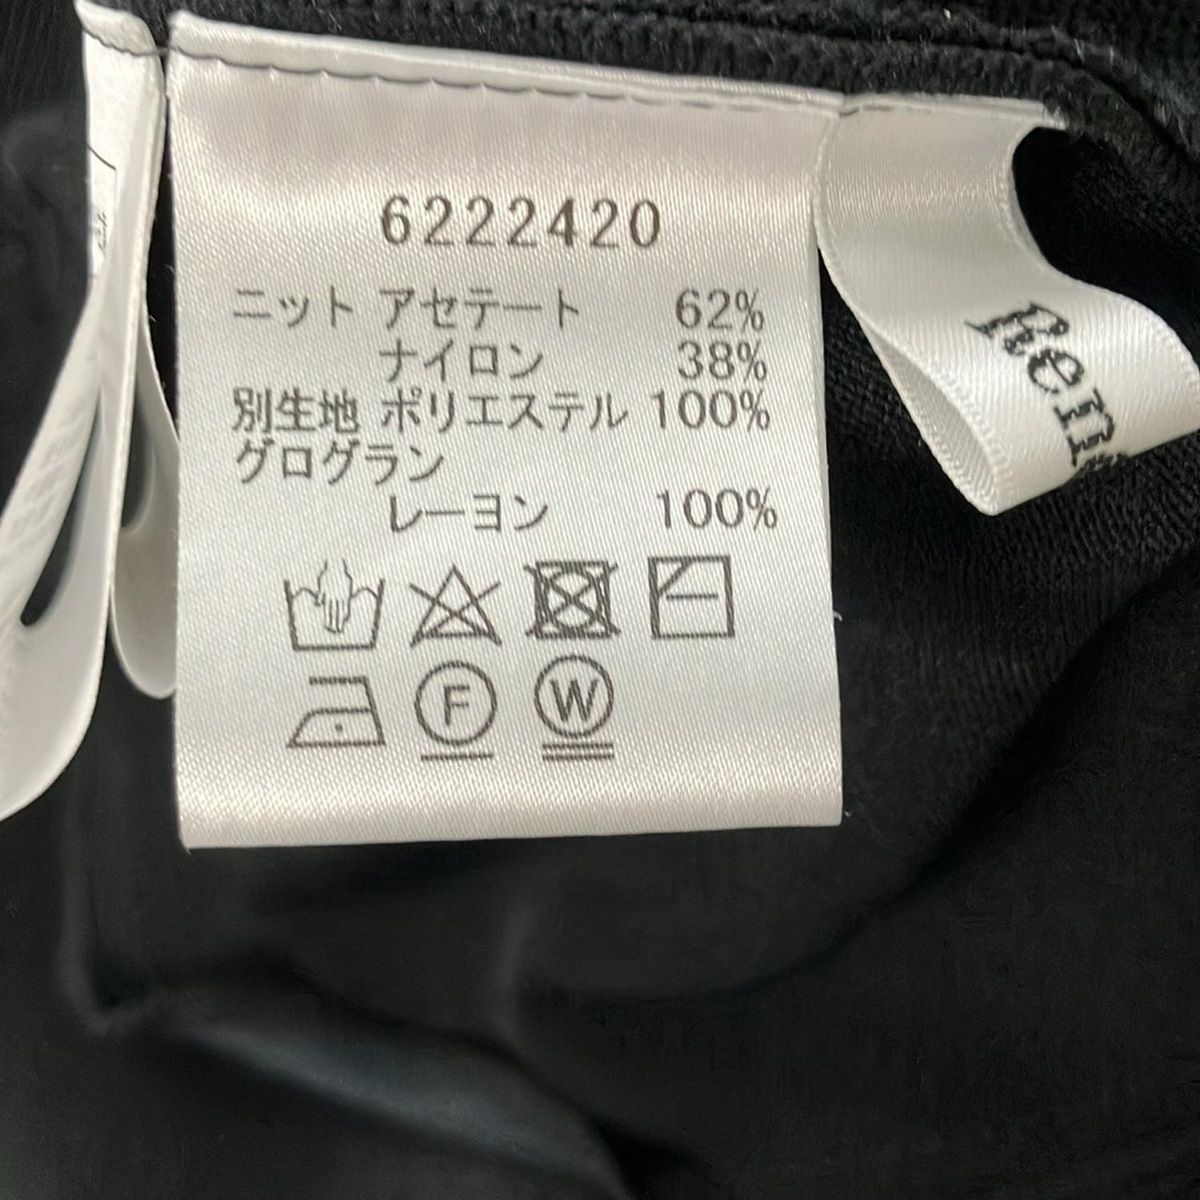 6222420
ニット アセテート 62%
ナイロン 38%
別生地 ポリエステル 100%
グログラン
レーヨン 100%
F W